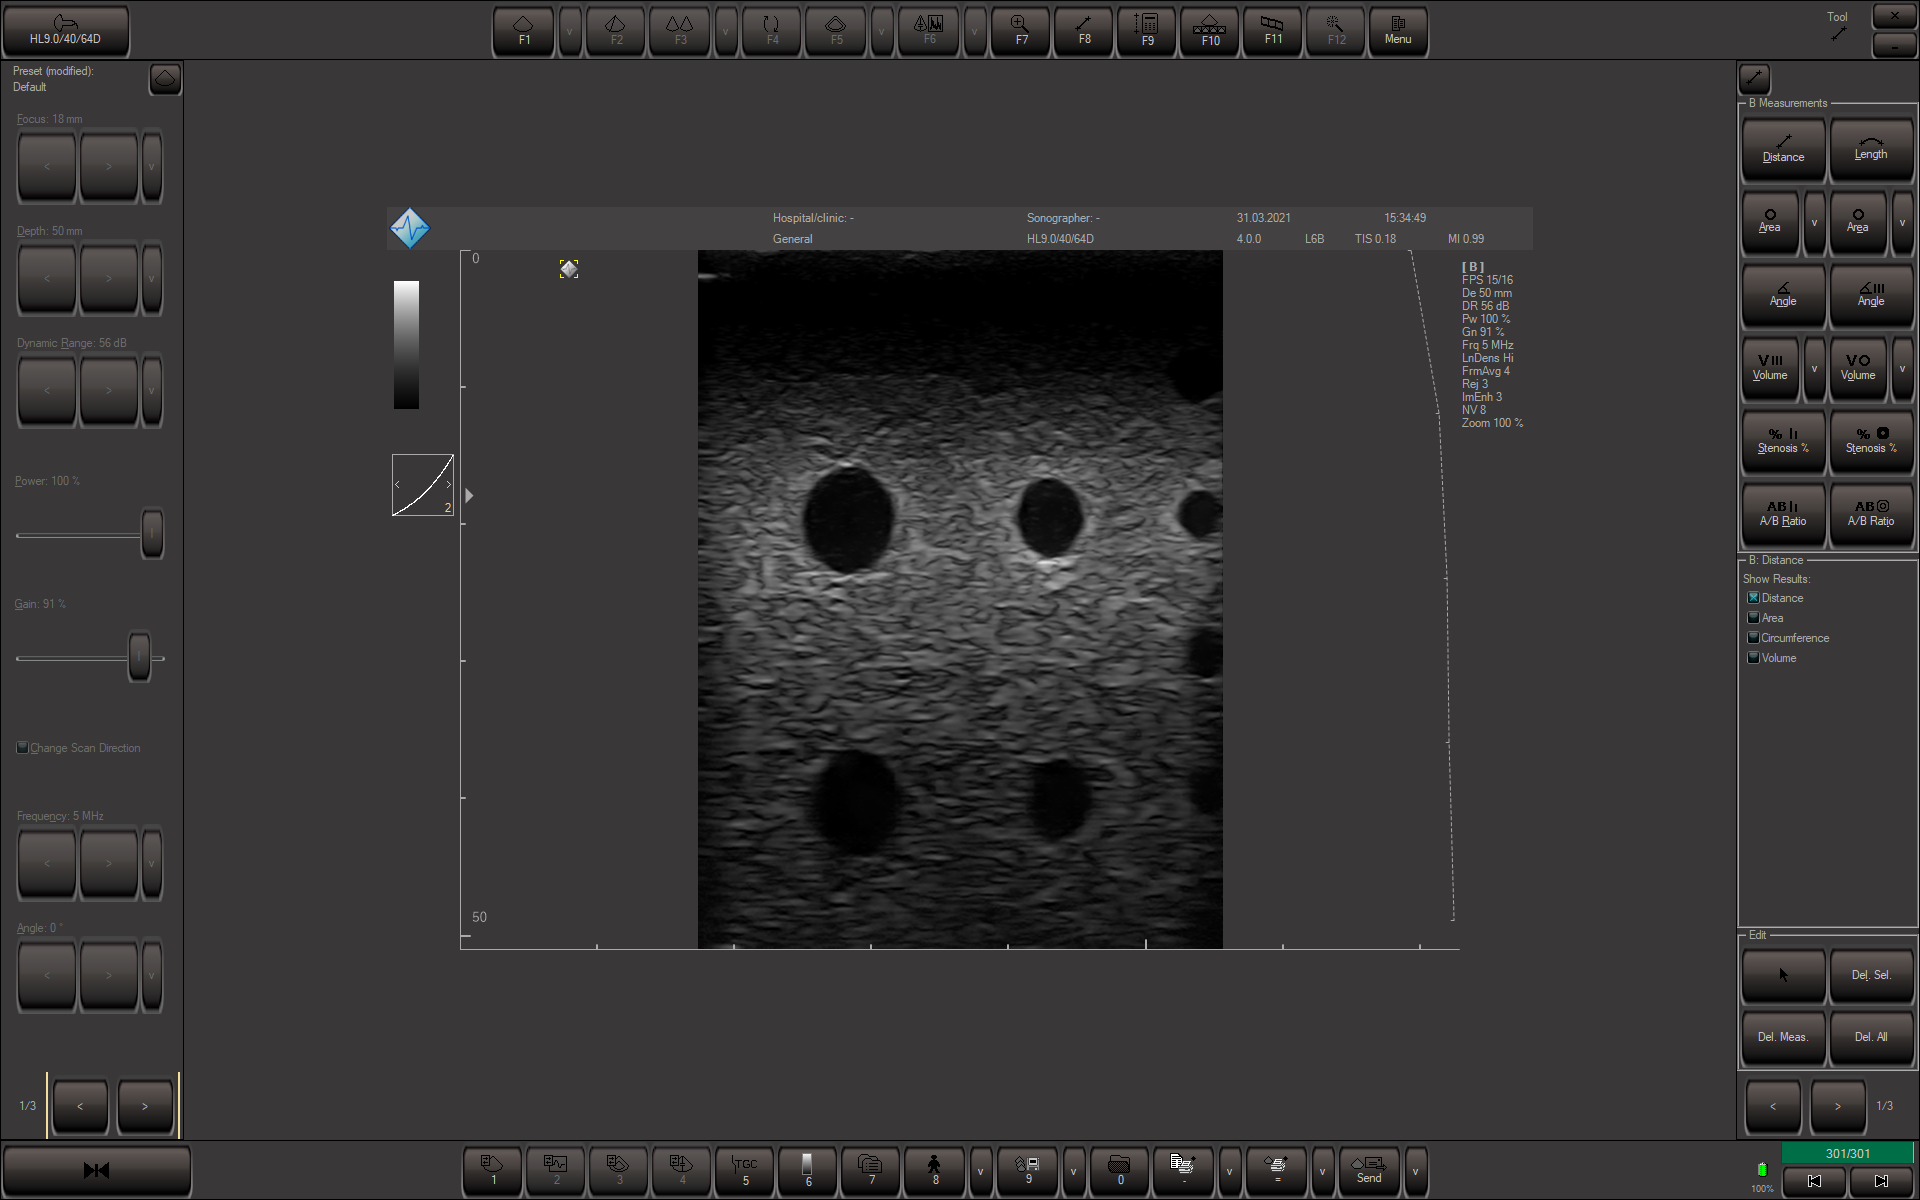 HL9.0/40/64D
F1
v
F2
F3
v
F4
F5
v
F6
v
F7
F8
F9
F10
F11
F12
Menu
Tool
×
-
Preset (modified):
Default
Focus: 18 mm
< > v
Depth: 50 mm
< > v
Dynamic Range: 56 dB
< > v
Power: 100 %
Gain: 91 %
Change Scan Direction
Frequency: 5 MHz
< > v
Angle: 0 °
< > v
1/3
< >
Hospital/clinic: - Sonographer: - 31.03.2021 15:34:49
General HL9.0/40/64D 4.0.0 L6B TIS 0.18 MI 0.99
0
< >
2
50
[ B ]
FPS 15/16
De 50 mm
DR 56 dB
Pw 100 %
Gn 91 %
Frq 5 MHz
LnDens Hi
FrmAvg 4
Rej 3
ImEnh 3
NV 8
Zoom 100 %
B Measurements
Distance
Length
Area
v
Area
v
Angle
Angle
V
Volume
v
V
Volume
v
%
Stenosis %
%
Stenosis %
AB
A/B Ratio
AB
A/B Ratio
B: Distance
Show Results:
Distance
Area
Circumference
Volume
Edit
Del. Sel.
Del. Meas.
Del. All
< > 1/3
1
2
3
4
TGC
5
6
7
8
v
9
v
0
-
v
=
v
Send
v
100%
301/301